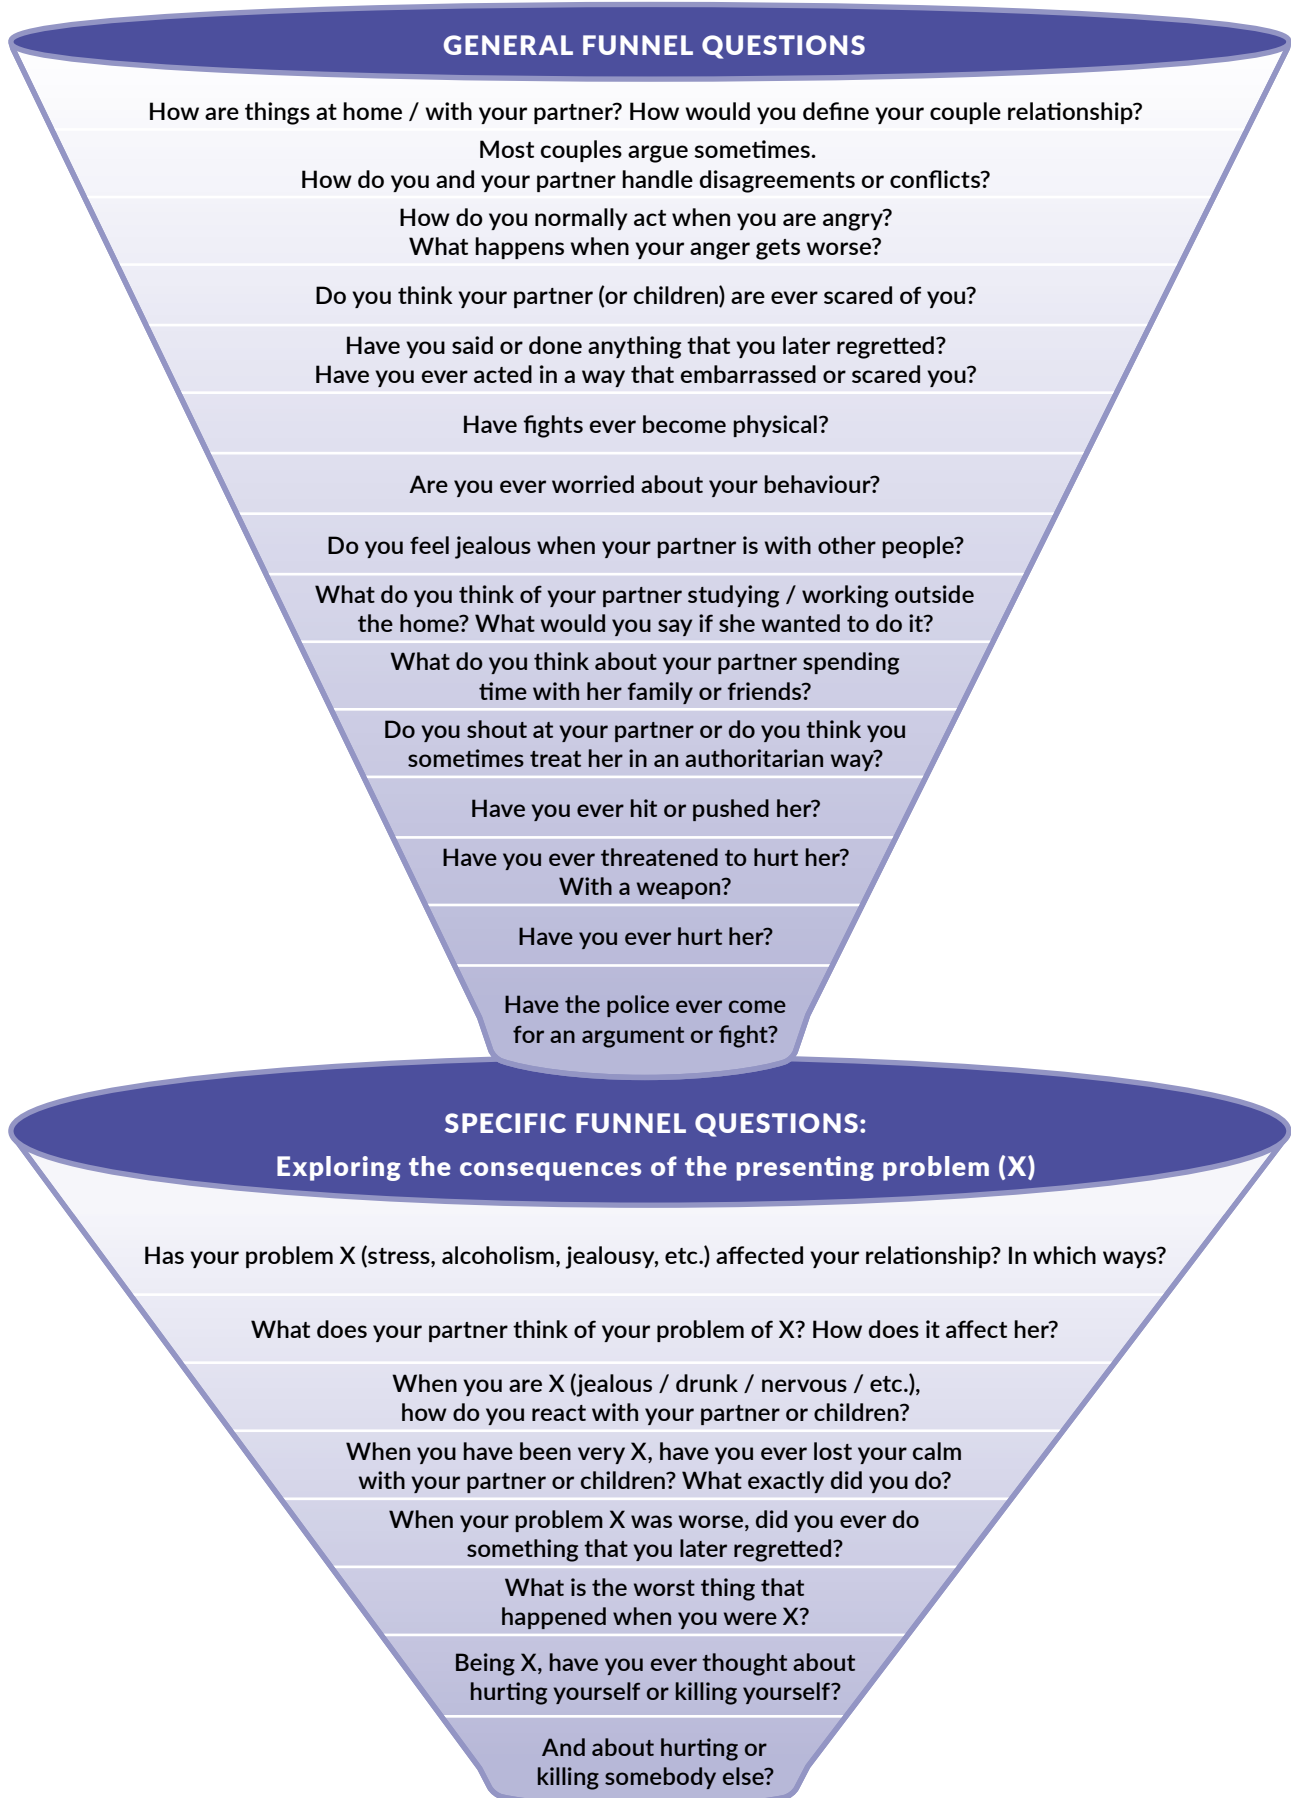 GENERAL FUNNEL QUESTIONS
How are things at home / with your partner? How would you define your couple relationship?
Most couples argue sometimes.
How do you and your partner handle disagreements or conflicts?
How do you normally act when you are angry?
What happens when your anger gets worse?
Do you think your partner (or children) are ever scared of you?
Have you said or done anything that you later regretted?
Have you ever acted in a way that embarrassed or scared you?
Have fights ever become physical?
Are you ever worried about your behaviour?
Do you feel jealous when your partner is with other people?
What do you think of your partner studying / working outside
the home? What would you say if she wanted to do it?
What do you think about your partner spending
time with her family or friends?
Do you shout at your partner or do you think you
sometimes treat her in an authoritarian way?
Have you ever hit or pushed her?
Have you ever threatened to hurt her?
With a weapon?
Have you ever hurt her?
Have the police ever come
for an argument or fight?
SPECIFIC FUNNEL QUESTIONS:
Exploring the consequences of the presenting problem (X)
Has your problem X (stress, alcoholism, jealousy, etc.) affected your relationship? In which ways?
What does your partner think of your problem of X? How does it affect her?
When you are X (jealous / drunk / nervous / etc.),
how do you react with your partner or children?
When you have been very X, have you ever lost your calm
with your partner or children? What exactly did you do?
When your problem X was worse, did you ever do
something that you later regretted?
What is the worst thing that
happened when you were X?
Being X, have you ever thought about
hurting yourself or killing yourself?
And about hurting or
killing somebody else?